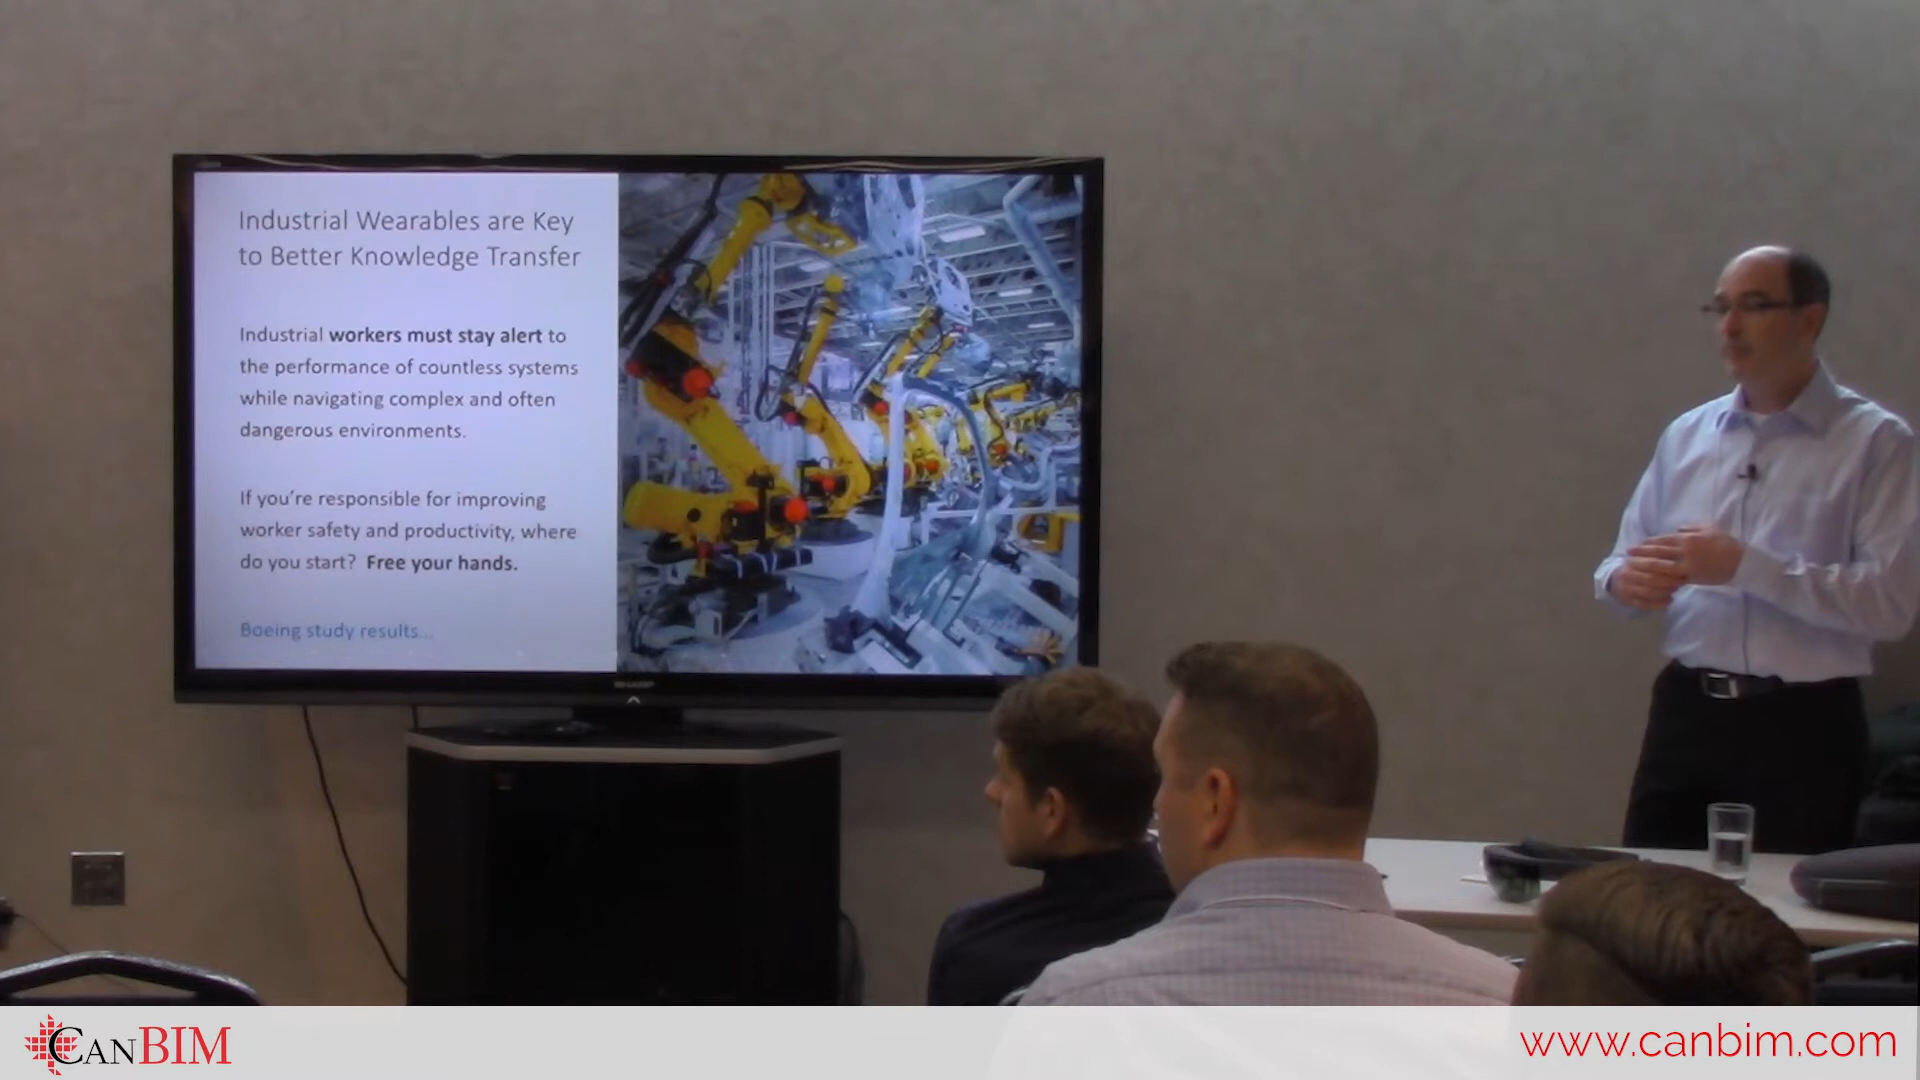 Industrial Wearables are Key
to Better Knowledge Transfer
Industrial workers must stay alert to
the performance of countless systems
while navigating complex and often
dangerous environments.
If you're responsible for improving
worker safety and productivity, where
do you start? Free your hands.
Boeing study results...
SHARP
CANBIM
www.canbim.com